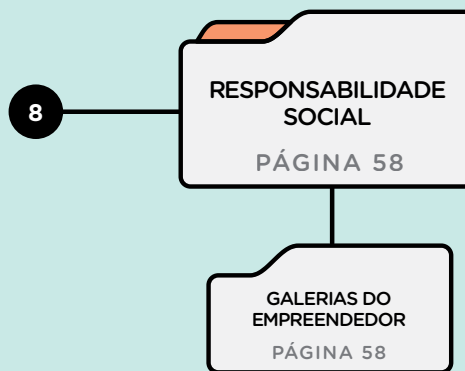 8
RESPONSABILIDADE
SOCIAL
PÁGINA 58
GALERIAS DO
EMPREENDEDOR
PÁGINA 58